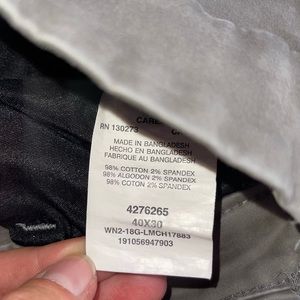 CARE
RN 130273
MADE IN BANGLADESH
HECHO EN BANGLADESH
FABRIQUE AU BANGLADESH
98% COTTON 2% SPANDEX
98% ALGODON 2% SPANDEX
98% COTON 2% SPANDEX
4276265
40X30
WN2-18G-LMCH17883
191056947903